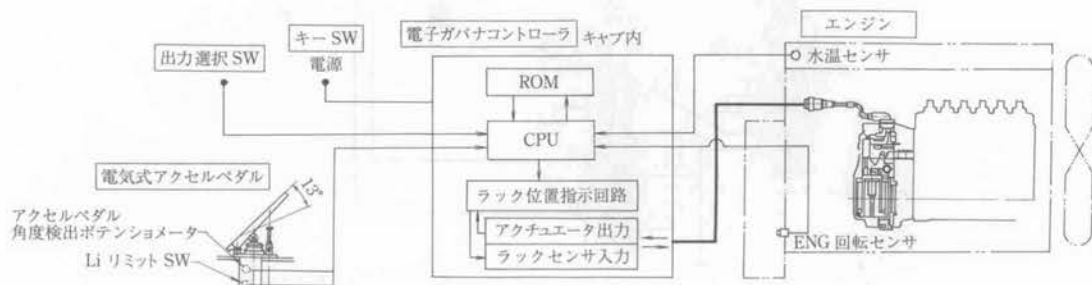 出力選択 SW
キー SW
電源
電子ガバナコントローラ キャブ内
エンジン
水温センサ
ROM
CPU
ラック位置指示回路
アクチュエータ出力
ラックセンサ入力
ENG 回転センサ
電気式アクセルペダル
13°
アクセルペダル
角度検出ポテンショメータ
Li リミット SW